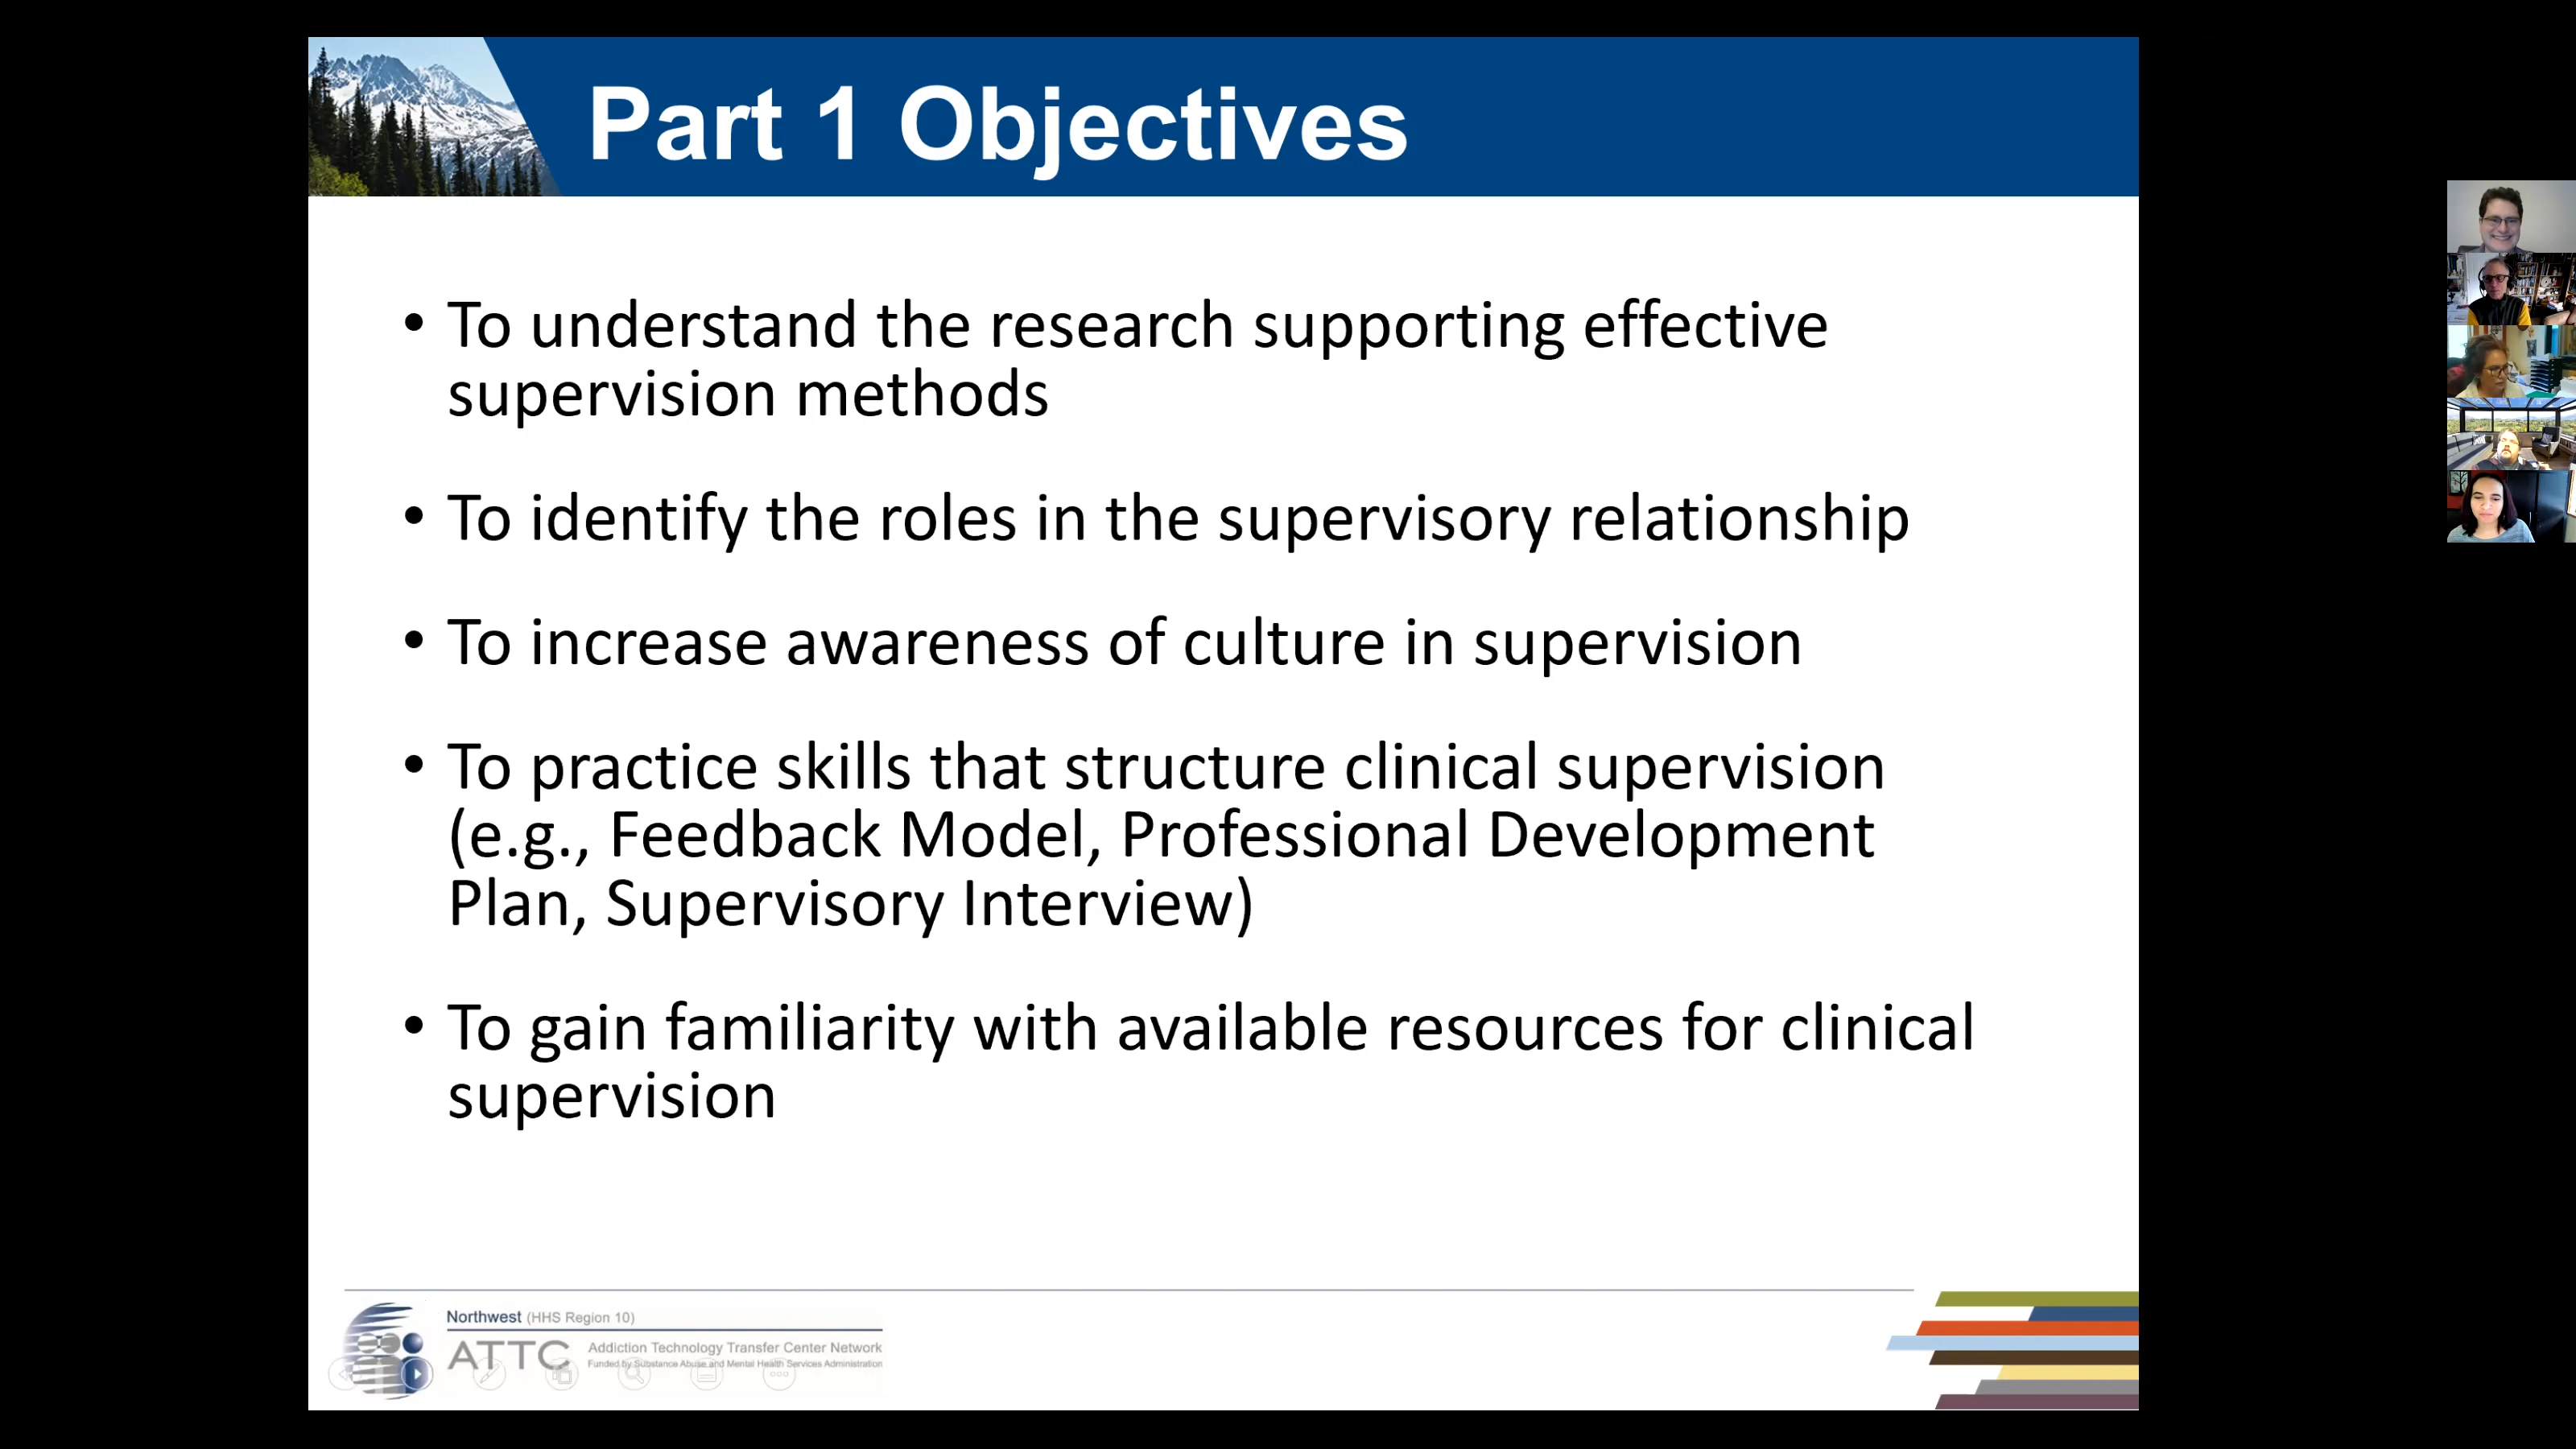 Part 1 Objectives
• To understand the research supporting effective
supervision methods
• To identify the roles in the supervisory relationship
• To increase awareness of culture in supervision
• To practice skills that structure clinical supervision
(e.g., Feedback Model, Professional Development
Plan, Supervisory Interview)
• To gain familiarity with available resources for clinical
supervision
Northwest (HHS Region 10)
ATTC
Addiction Technology Transfer Center Network
Funded by Substance Abuse and Mental Health Services Administration